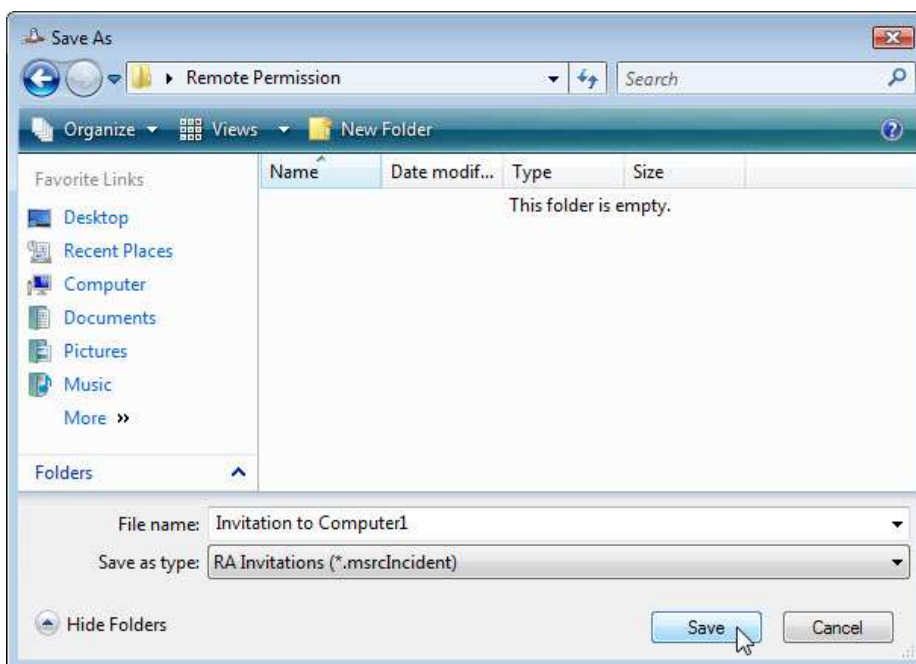 Save As
Remote Permission
Search
Organize Views New Folder
Favorite Links
Desktop
Recent Places
Computer
Documents
Pictures
Music
More »
Folders
Name Date modif... Type Size
This folder is empty.
File name: Invitation to Computer1
Save as type: RA Invitations (*.msrcIncident)
Hide Folders
Save Cancel